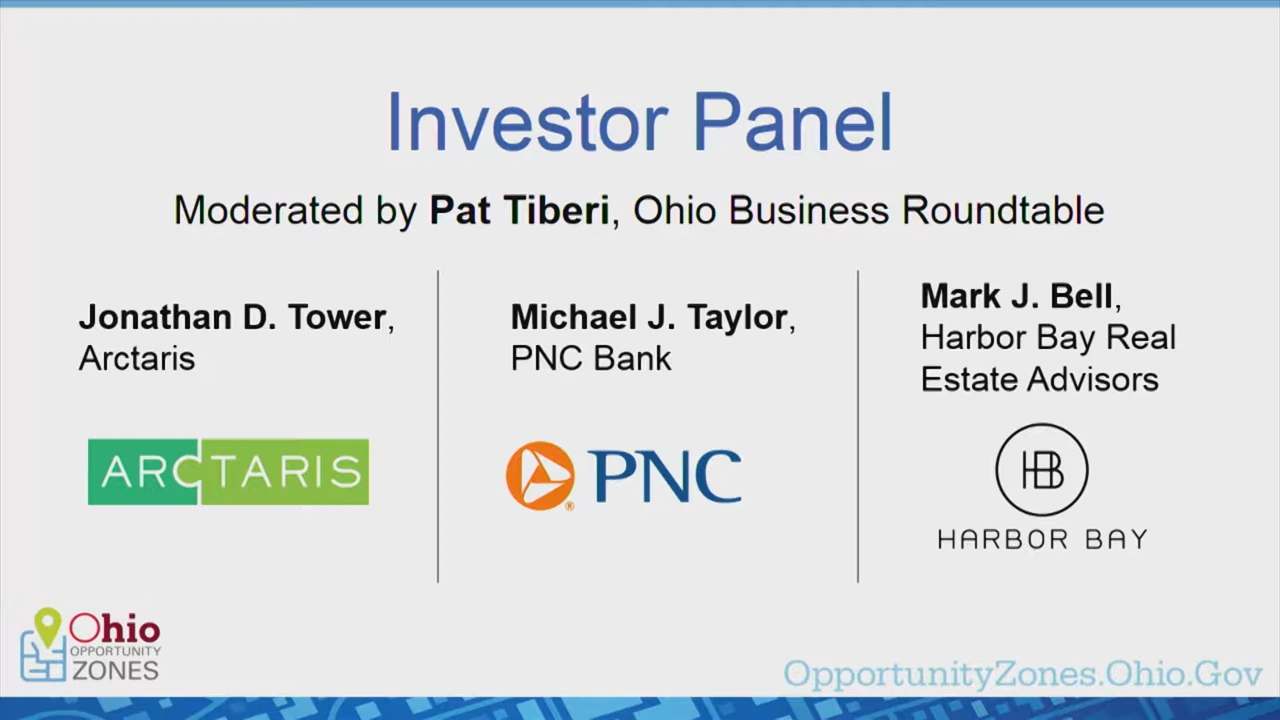 Investor Panel
Moderated by Pat Tiberi, Ohio Business Roundtable
Jonathan D. Tower,
Arctaris
ARCTARIS
Michael J. Taylor,
PNC Bank
PNC
Mark J. Bell,
Harbor Bay Real
Estate Advisors
HB
HARBOR BAY
Ohio
OPPORTUNITY
ZONES
OpportunityZones.Ohio.Gov